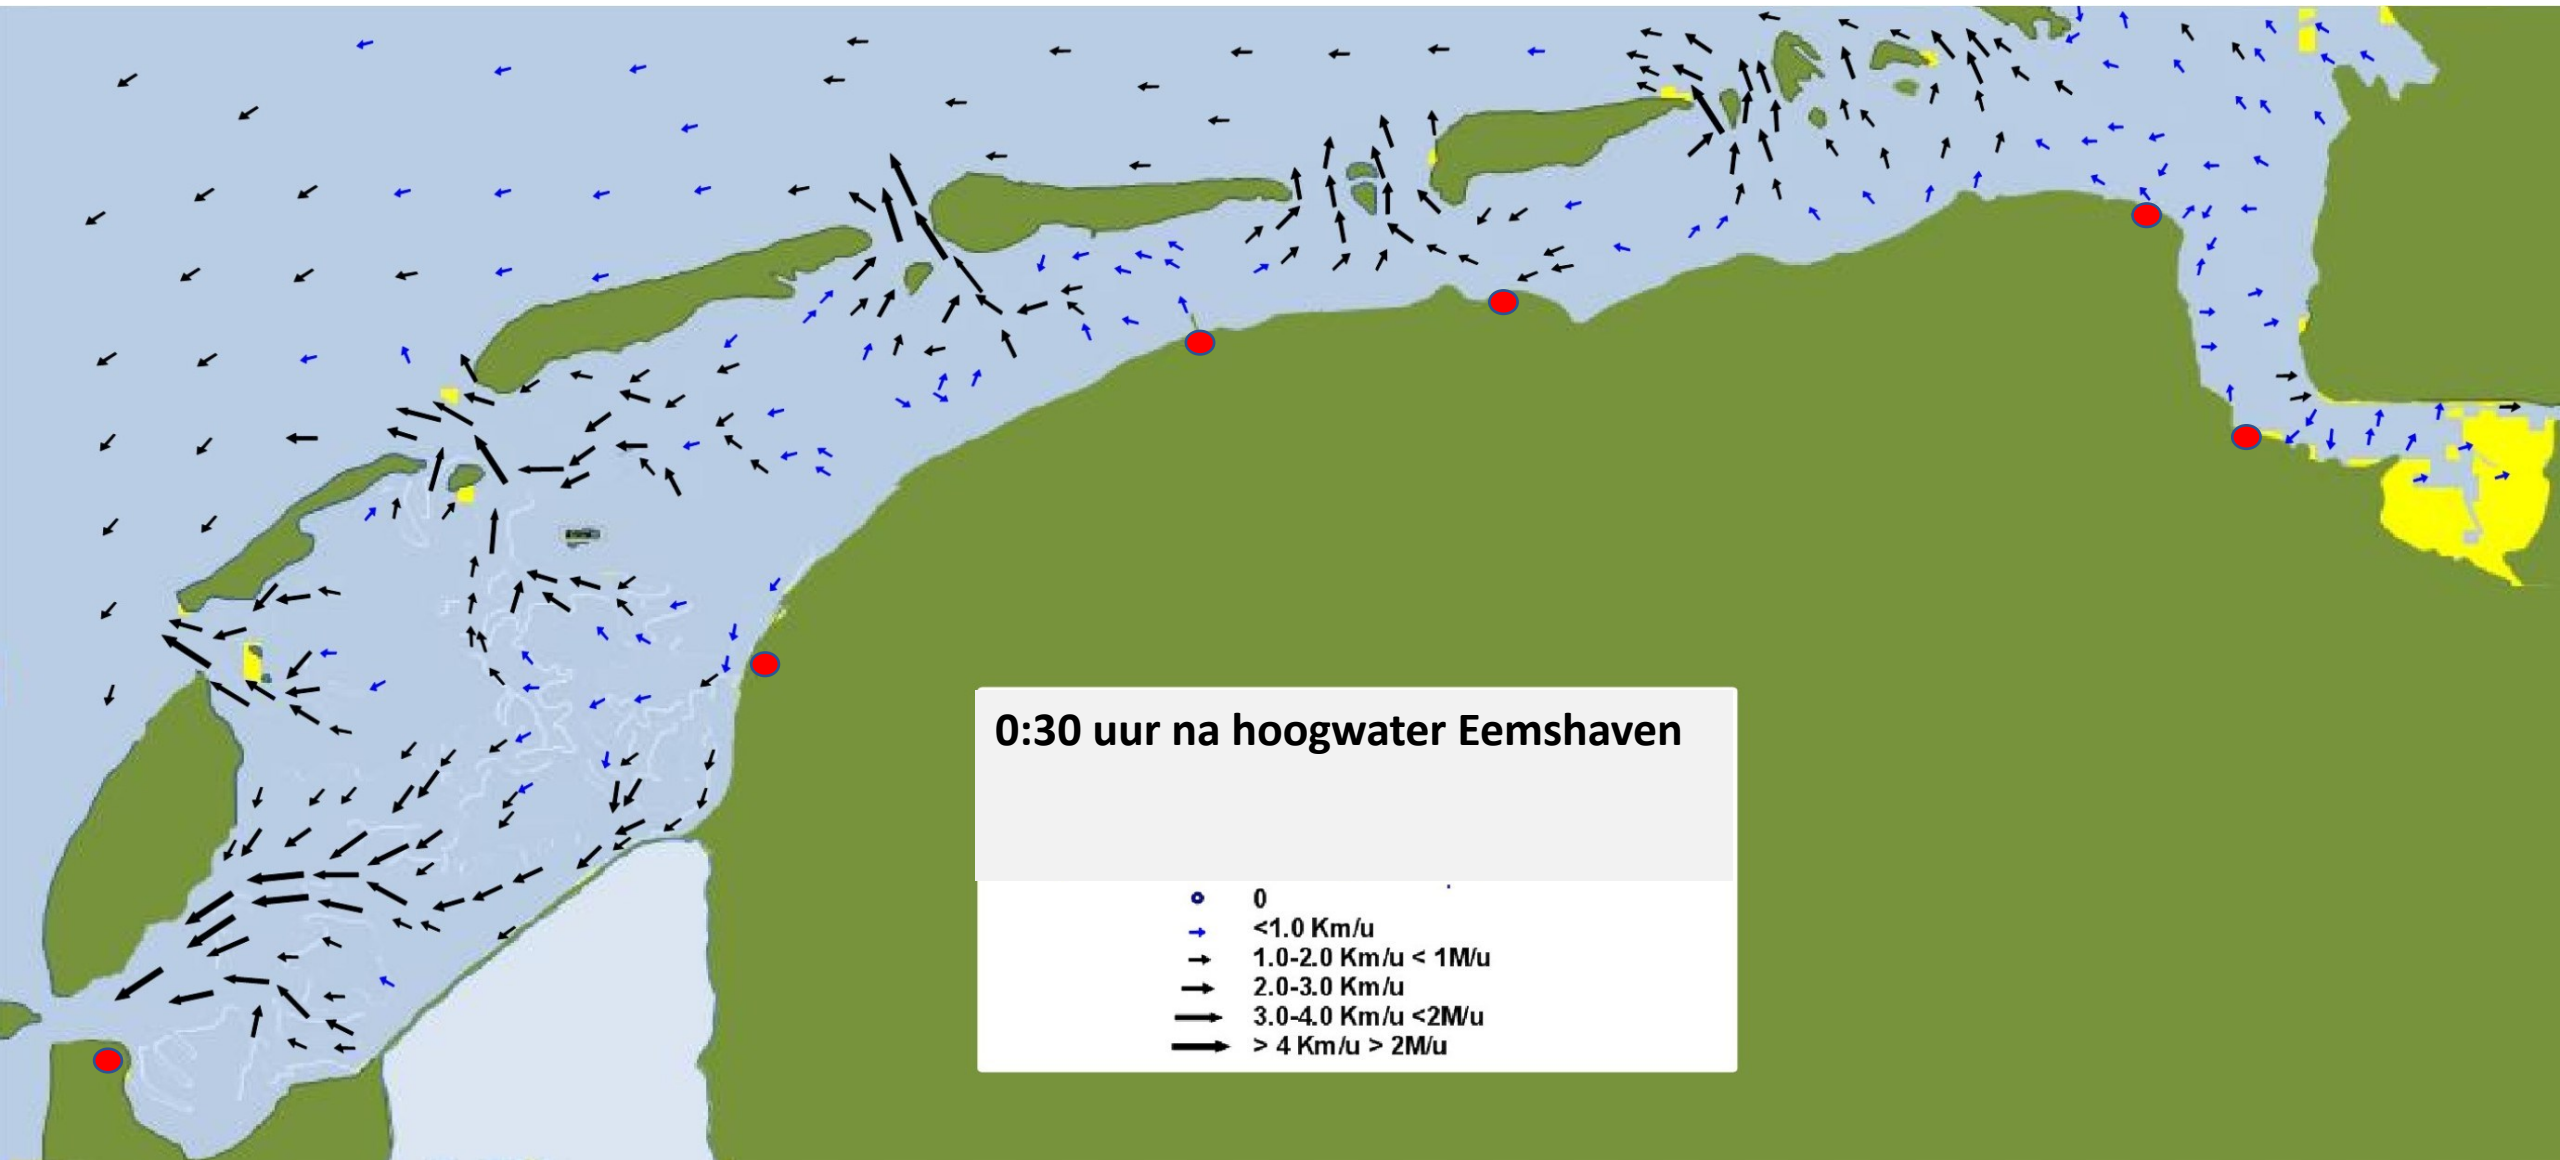 0:30 uur na hoogwater Eemshaven
0
<1.0 Km/u
1.0-2.0 Km/u < 1M/u
2.0-3.0 Km/u
3.0-4.0 Km/u <2M/u
> 4 Km/u > 2M/u